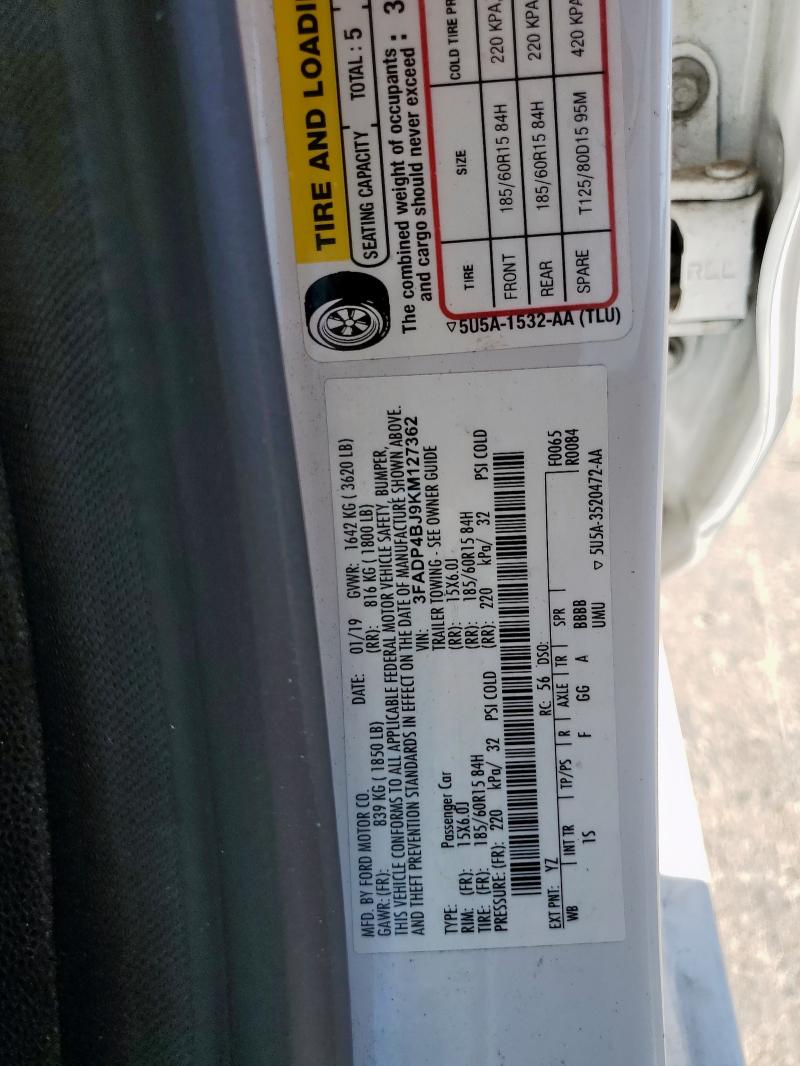 TIRE AND LOADI
SEATING CAPACITY TOTAL : 5
The combined weight of occupants
and cargo should never exceed : 3
TIRE SIZE COLD TIRE PR
FRONT 185/60R15 84H 220 KPA,
REAR 185/60R15 84H 220 KPA
SPARE T125/80D15 95M 420 KPA
5U5A-1532-AA (TLU)
MFD. BY FORD MOTOR CO. DATE: 01/19 GVWR: 1642 KG ( 3620 LB)
GAWR: (FR): 839 KG ( 1850 LB) (RR): 816 KG ( 1800 LB)
THIS VEHICLE CONFORMS TO ALL APPLICABLE FEDERAL MOTOR VEHICLE SAFETY, BUMPER,
AND THEFT PREVENTION STANDARDS IN EFFECT ON THE DATE OF MANUFACTURE SHOWN ABOVE.
VIN: 3FADP4BJ9KM127362
TYPE: Passenger Car TRAILER TOWING - SEE OWNER GUIDE
RIM: (FR): 15X6.0J (RR): 15X6.0J
TIRE: (FR): 185/60R15 84H (RR): 185/60R15 84H
PRESSURE: (FR): 220 kPa/ 32 PSI COLD (RR): 220 kPa/ 32 PSI COLD
EXT PNT: YZ RC: 56 DSO: F0065
WB INT TR TP/PS R AXLE TR SPR R0084
1S F GG A BBBB
UMU
5U5A-3520472-AA
RLL